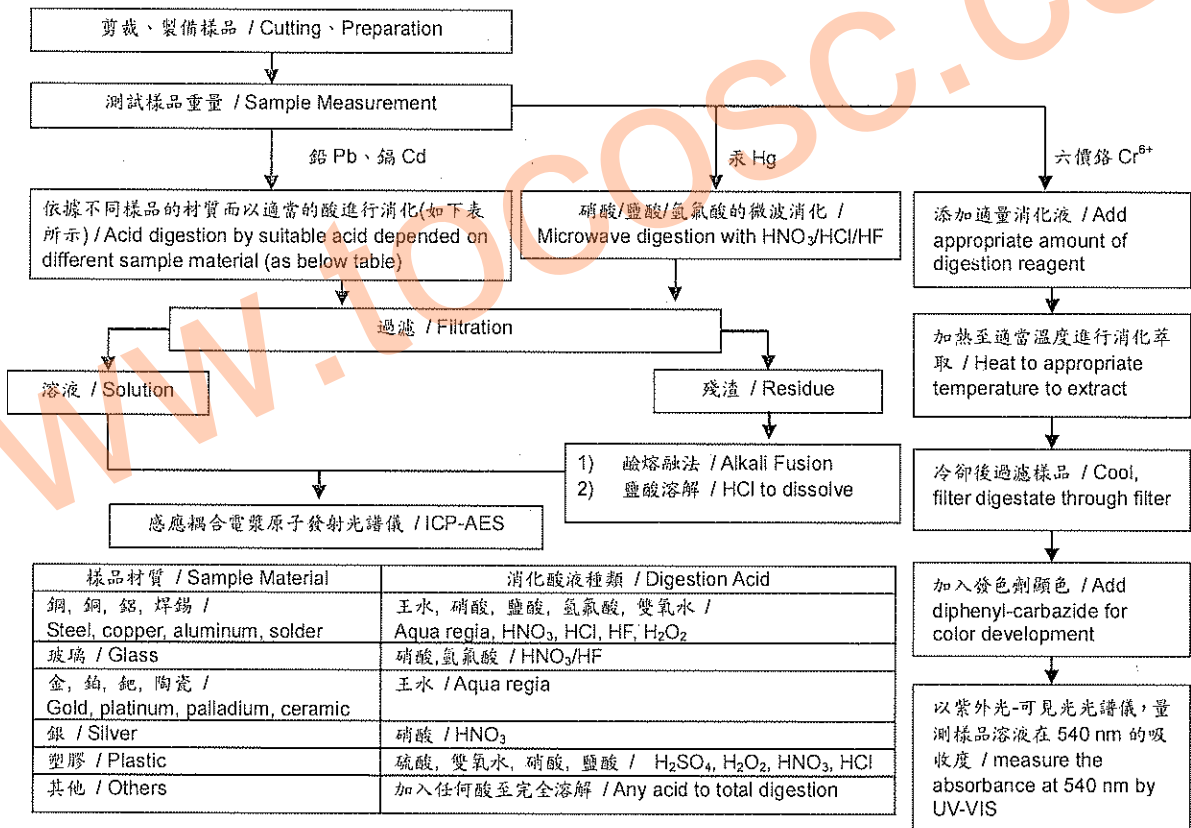 剪裁、製備樣品 / Cutting、Preparation
測試樣品重量 / Sample Measurement
鉛 Pb、鎘 Cd
汞 Hg
六價鉻 Cr⁶⁺
依據不同樣品的材質而以適當的酸進行消化(如下表
所示) / Acid digestion by suitable acid depended on
different sample material (as below table)
硝酸/鹽酸/氫氟酸的微波消化 /
Microwave digestion with HNO₃/HCl/HF
添加適量消化液 / Add
appropriate amount of
digestion reagent
過濾 / Filtration
加熱至適當溫度進行消化萃
取 / Heat to appropriate
temperature to extract
溶液 / Solution
殘渣 / Residue
1) 鹼熔融法 / Alkali Fusion
2) 鹽酸溶解 / HCl to dissolve
冷卻後過濾樣品 / Cool,
filter digestate through filter
感應耦合電漿原子發射光譜儀 / ICP-AES
加入發色劑顯色 / Add
diphenyl-carbazide for
color development
以紫外光-可見光光譜儀,量
測樣品溶液在 540 nm 的吸
收度 / measure the
absorbance at 540 nm by
UV-VIS
樣品材質 / Sample Material
消化酸液種類 / Digestion Acid
鋼, 銅, 鋁, 焊錫 /
Steel, copper, aluminum, solder
王水, 硝酸, 鹽酸, 氫氟酸, 雙氧水 /
Aqua regia, HNO₃, HCl, HF, H₂O₂
玻璃 / Glass
硝酸,氫氟酸 / HNO₃/HF
金, 鉑, 鈀, 陶瓷 /
Gold, platinum, palladium, ceramic
王水 / Aqua regia
銀 / Silver
硝酸 / HNO₃
塑膠 / Plastic
硫酸, 雙氧水, 硝酸, 鹽酸 / H₂SO₄, H₂O₂, HNO₃, HCl
其他 / Others
加入任何酸至完全溶解 / Any acid to total digestion
www.tocosc.co